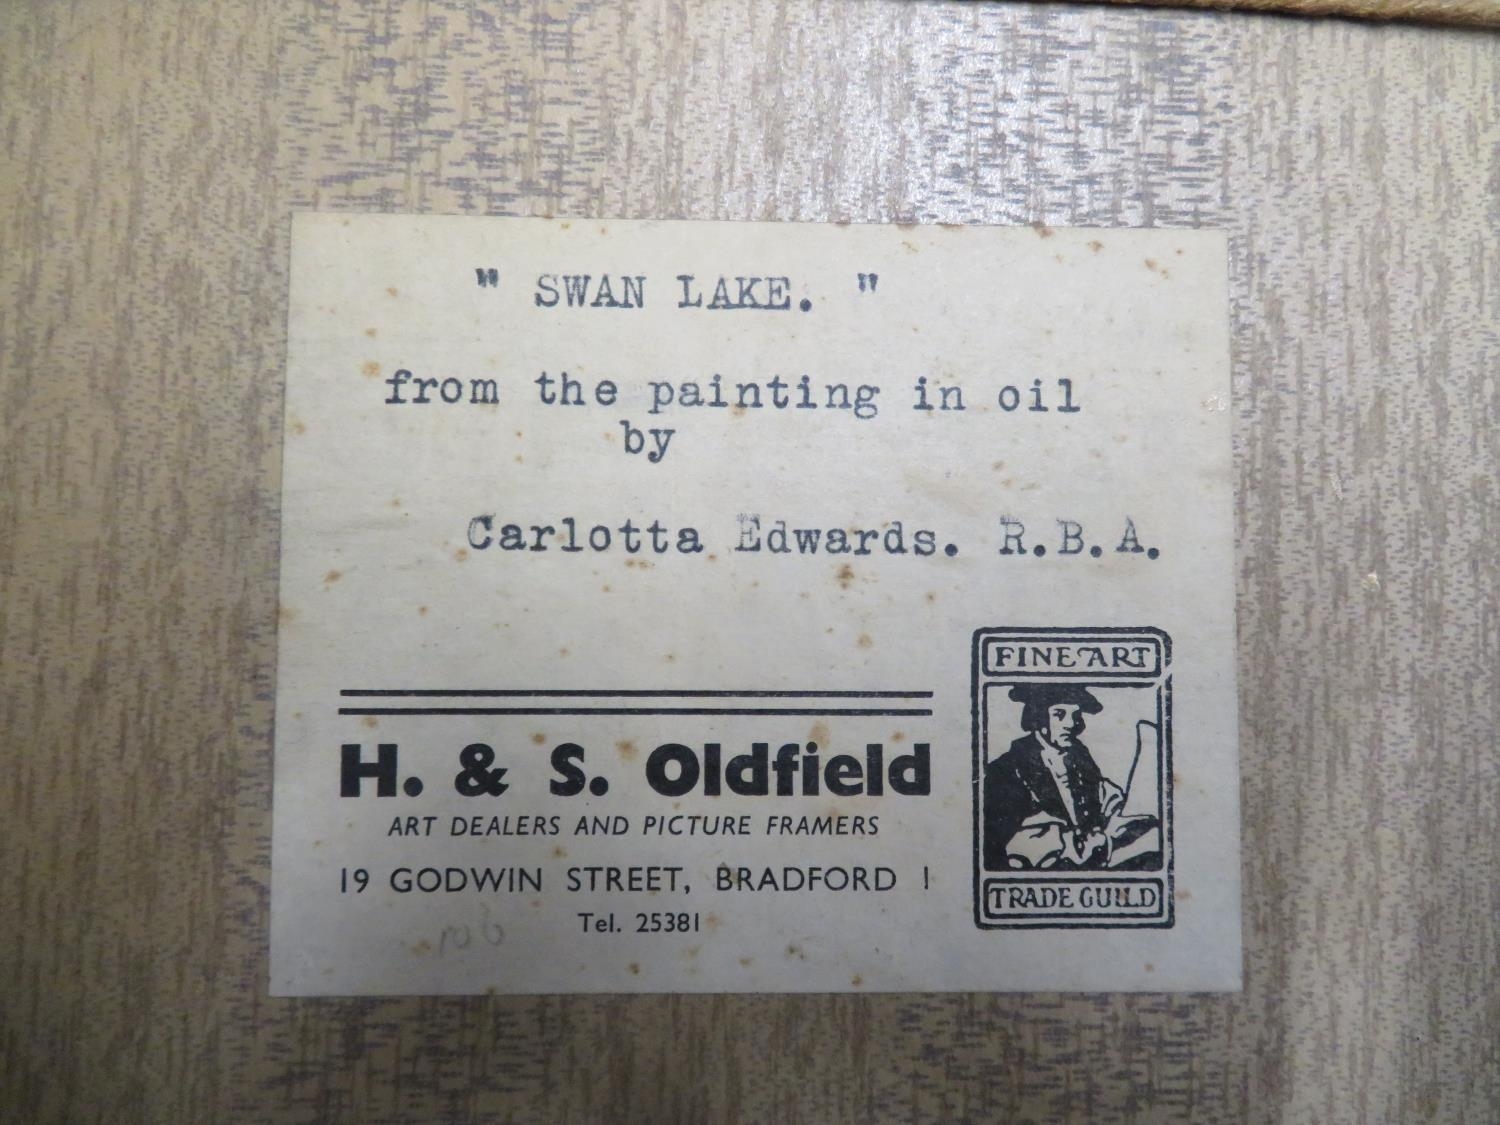 " SWAN LAKE. "
from the painting in oil
by
Carlotta Edwards. R.B.A.
FINE ART
H. & S. Oldfield
ART DEALERS AND PICTURE FRAMERS
19 GODWIN STREET, BRADFORD 1
Tel. 25381
TRADE GUILD